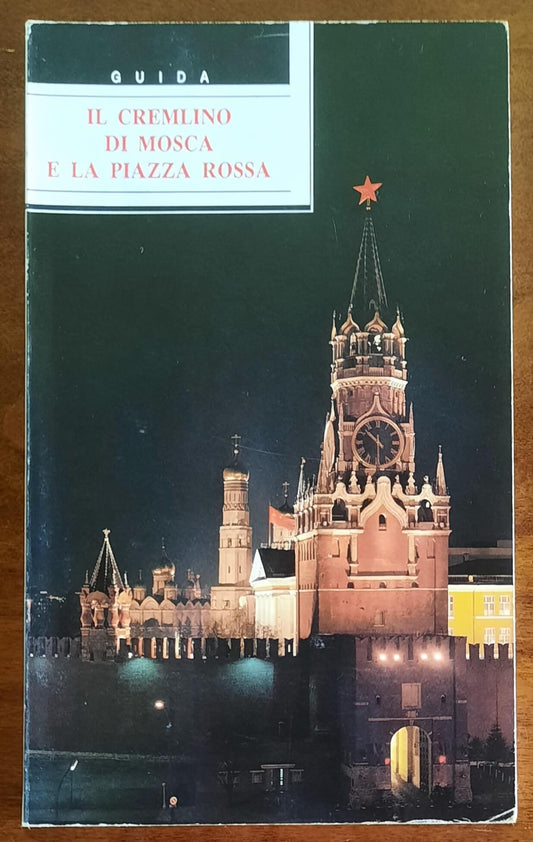 GUIDA
IL CREMLINO
DI MOSCA
E LA PIAZZA ROSSA